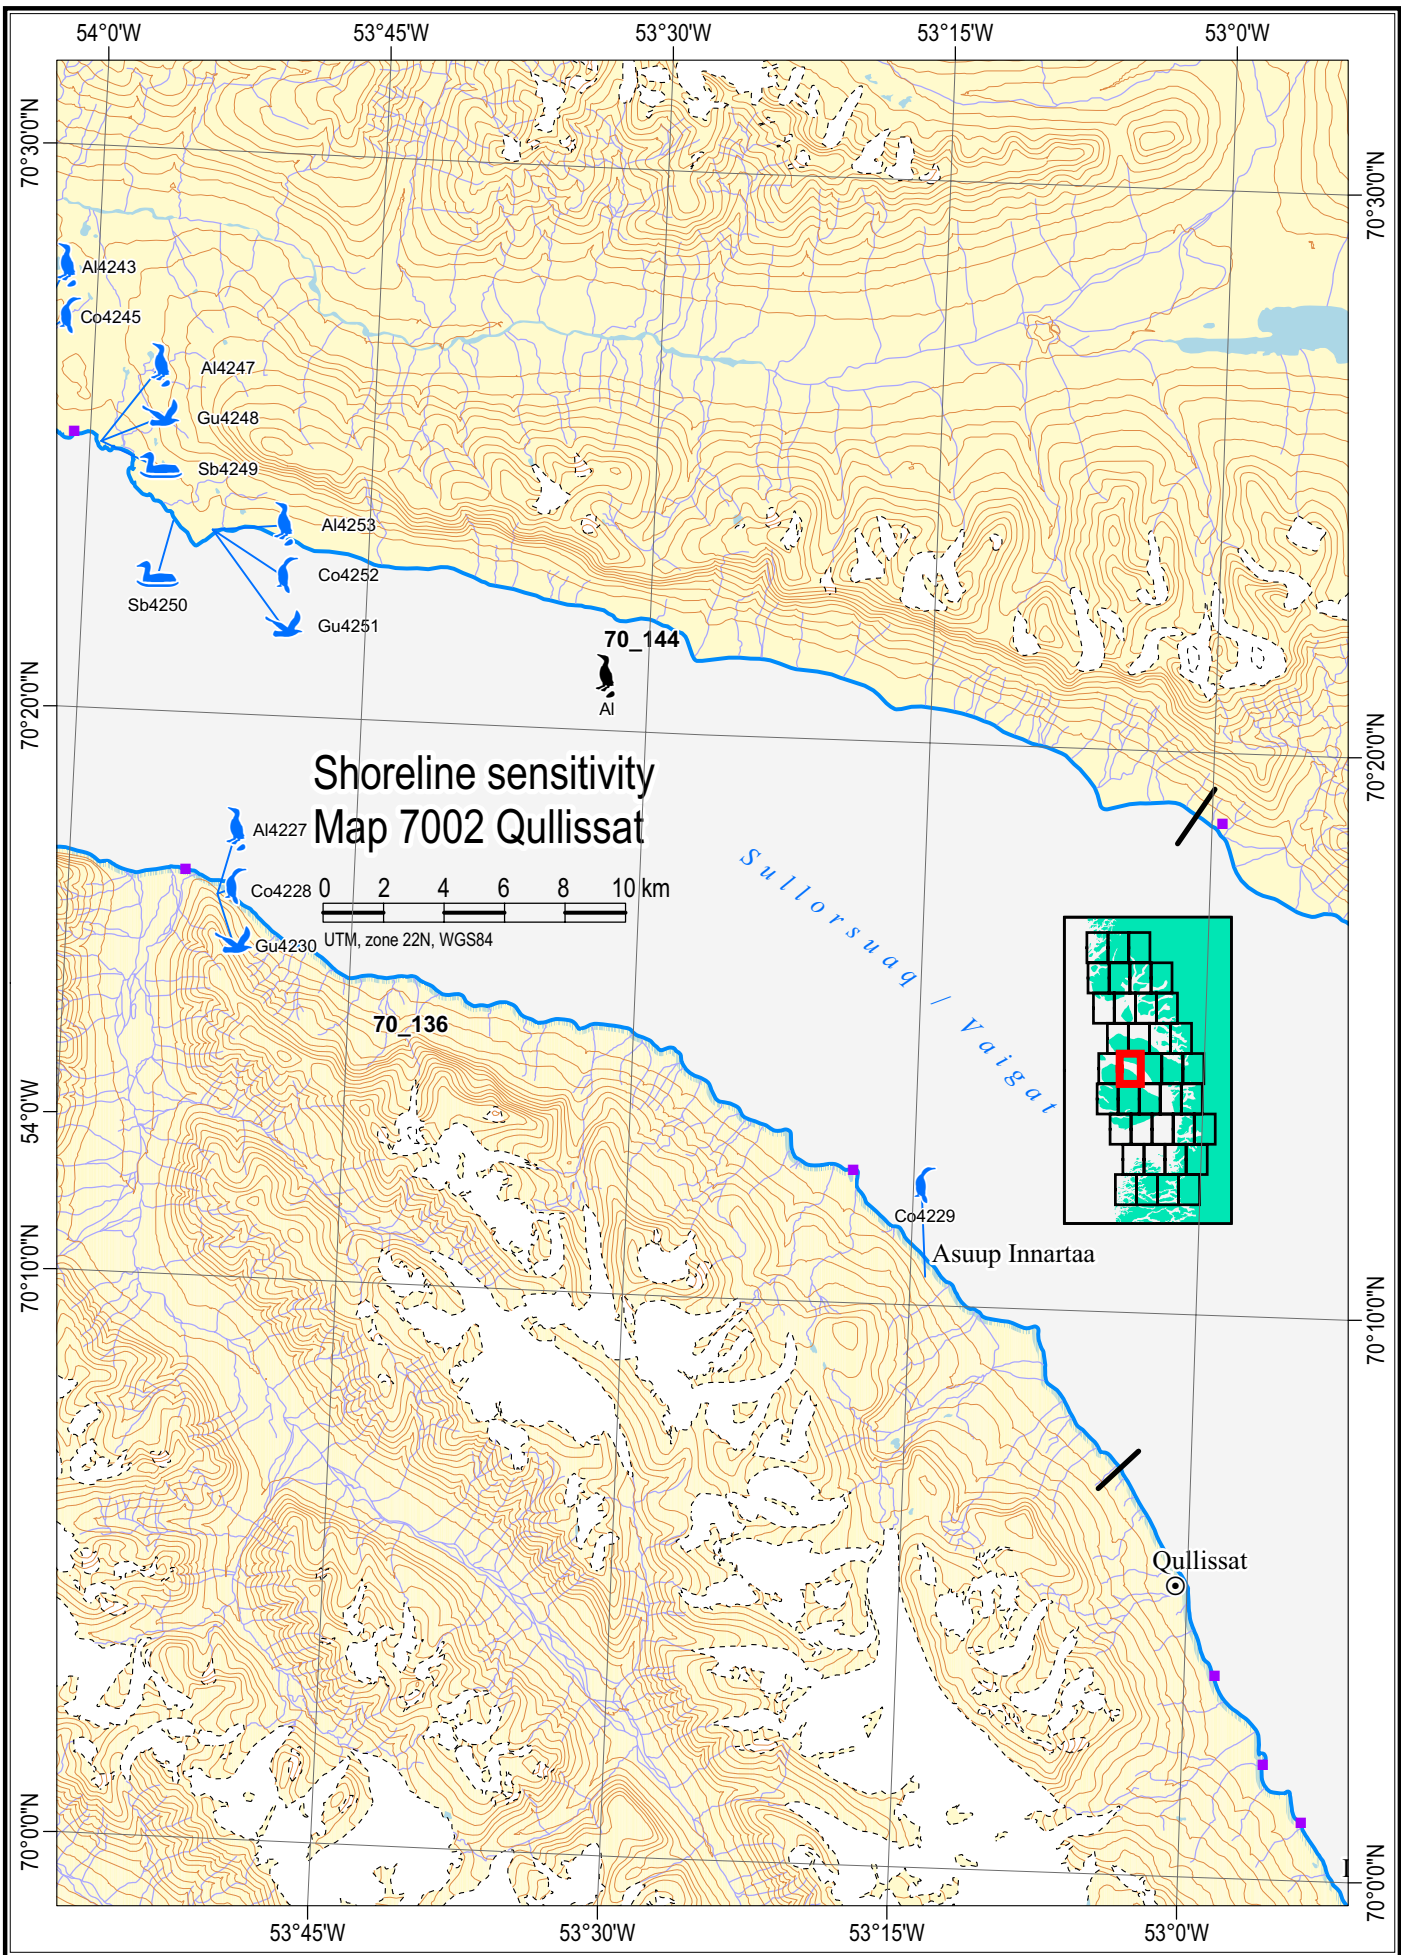 54°0'W 53°45'W 53°30'W 53°15'W 53°0'W
70°30'0"N
70°30'0"N
Al4243
Co4245
Al4247
Gu4248
Sb4249
Al4253
Co4252
Sb4250
Gu4251
70_144
Al
70°20'0"N
70°20'0"N
Shoreline sensitivity
Map 7002 Qullissat
Al4227
Co4228
Gu4230
0 2 4 6 8 10 km
UTM, zone 22N, WGS84
Sullorsuaq / Vaigat
70_136
54°0'W
Co4229
Asuup Innartaa
70°10'0"N
70°10'0"N
Qullissat
70°0'0"N
70°0'0"N
53°45'W 53°30'W 53°15'W 53°0'W